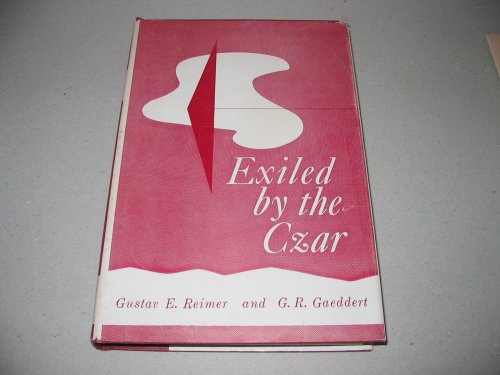 Exiled
by the
Czar
Gustav E. Reimer and G. R. Gaeddert